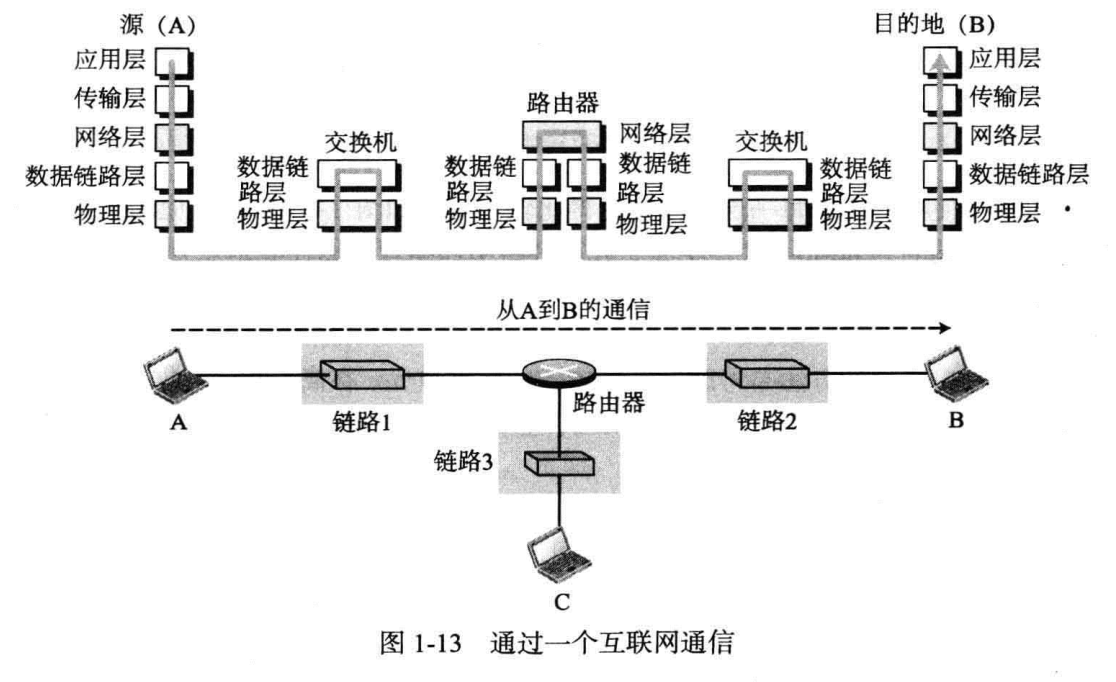 源（A）
目的地（B）
应用层
应用层
传输层
传输层
路由器
网络层
网络层
网络层
交换机
交换机
数据链路层
数据链
路层
数据链
路层
数据链
路层
数据链
路层
数据链路层
物理层
物理层
物理层
物理层
物理层
物理层
从A到B的通信
A
链路1
路由器
链路2
B
链路3
C
图 1-13 通过一个互联网通信